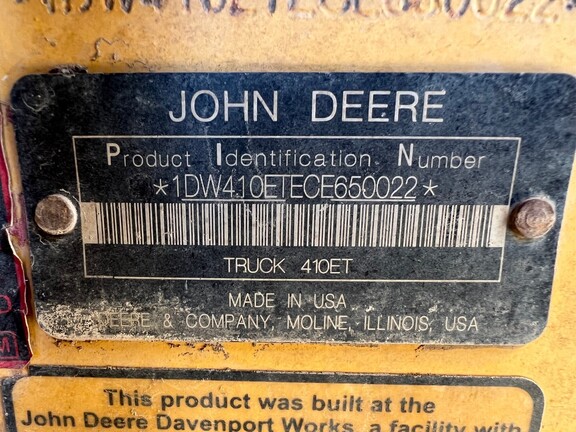 *1DW410ETECE650022*
JOHN DEERE
Product Identification Number
*1DW410ETECE650022*
TRUCK 410ET
MADE IN USA
DEERE & COMPANY, MOLINE, ILLINOIS, USA
This product was built at the
John Deere Davenport Works, a facility with